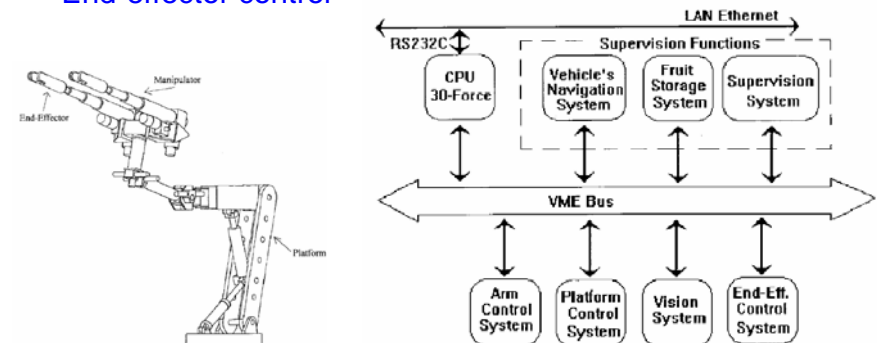 End-effector control
Manipulator
End-Effector
Platform
LAN Ethernet
RS232C
Supervision Functions
CPU
30-Force
Vehicle's
Navigation
System
Fruit
Storage
System
Supervision
System
VME Bus
Arm
Control
System
Platform
Control
System
Vision
System
End-Eff.
Control
System